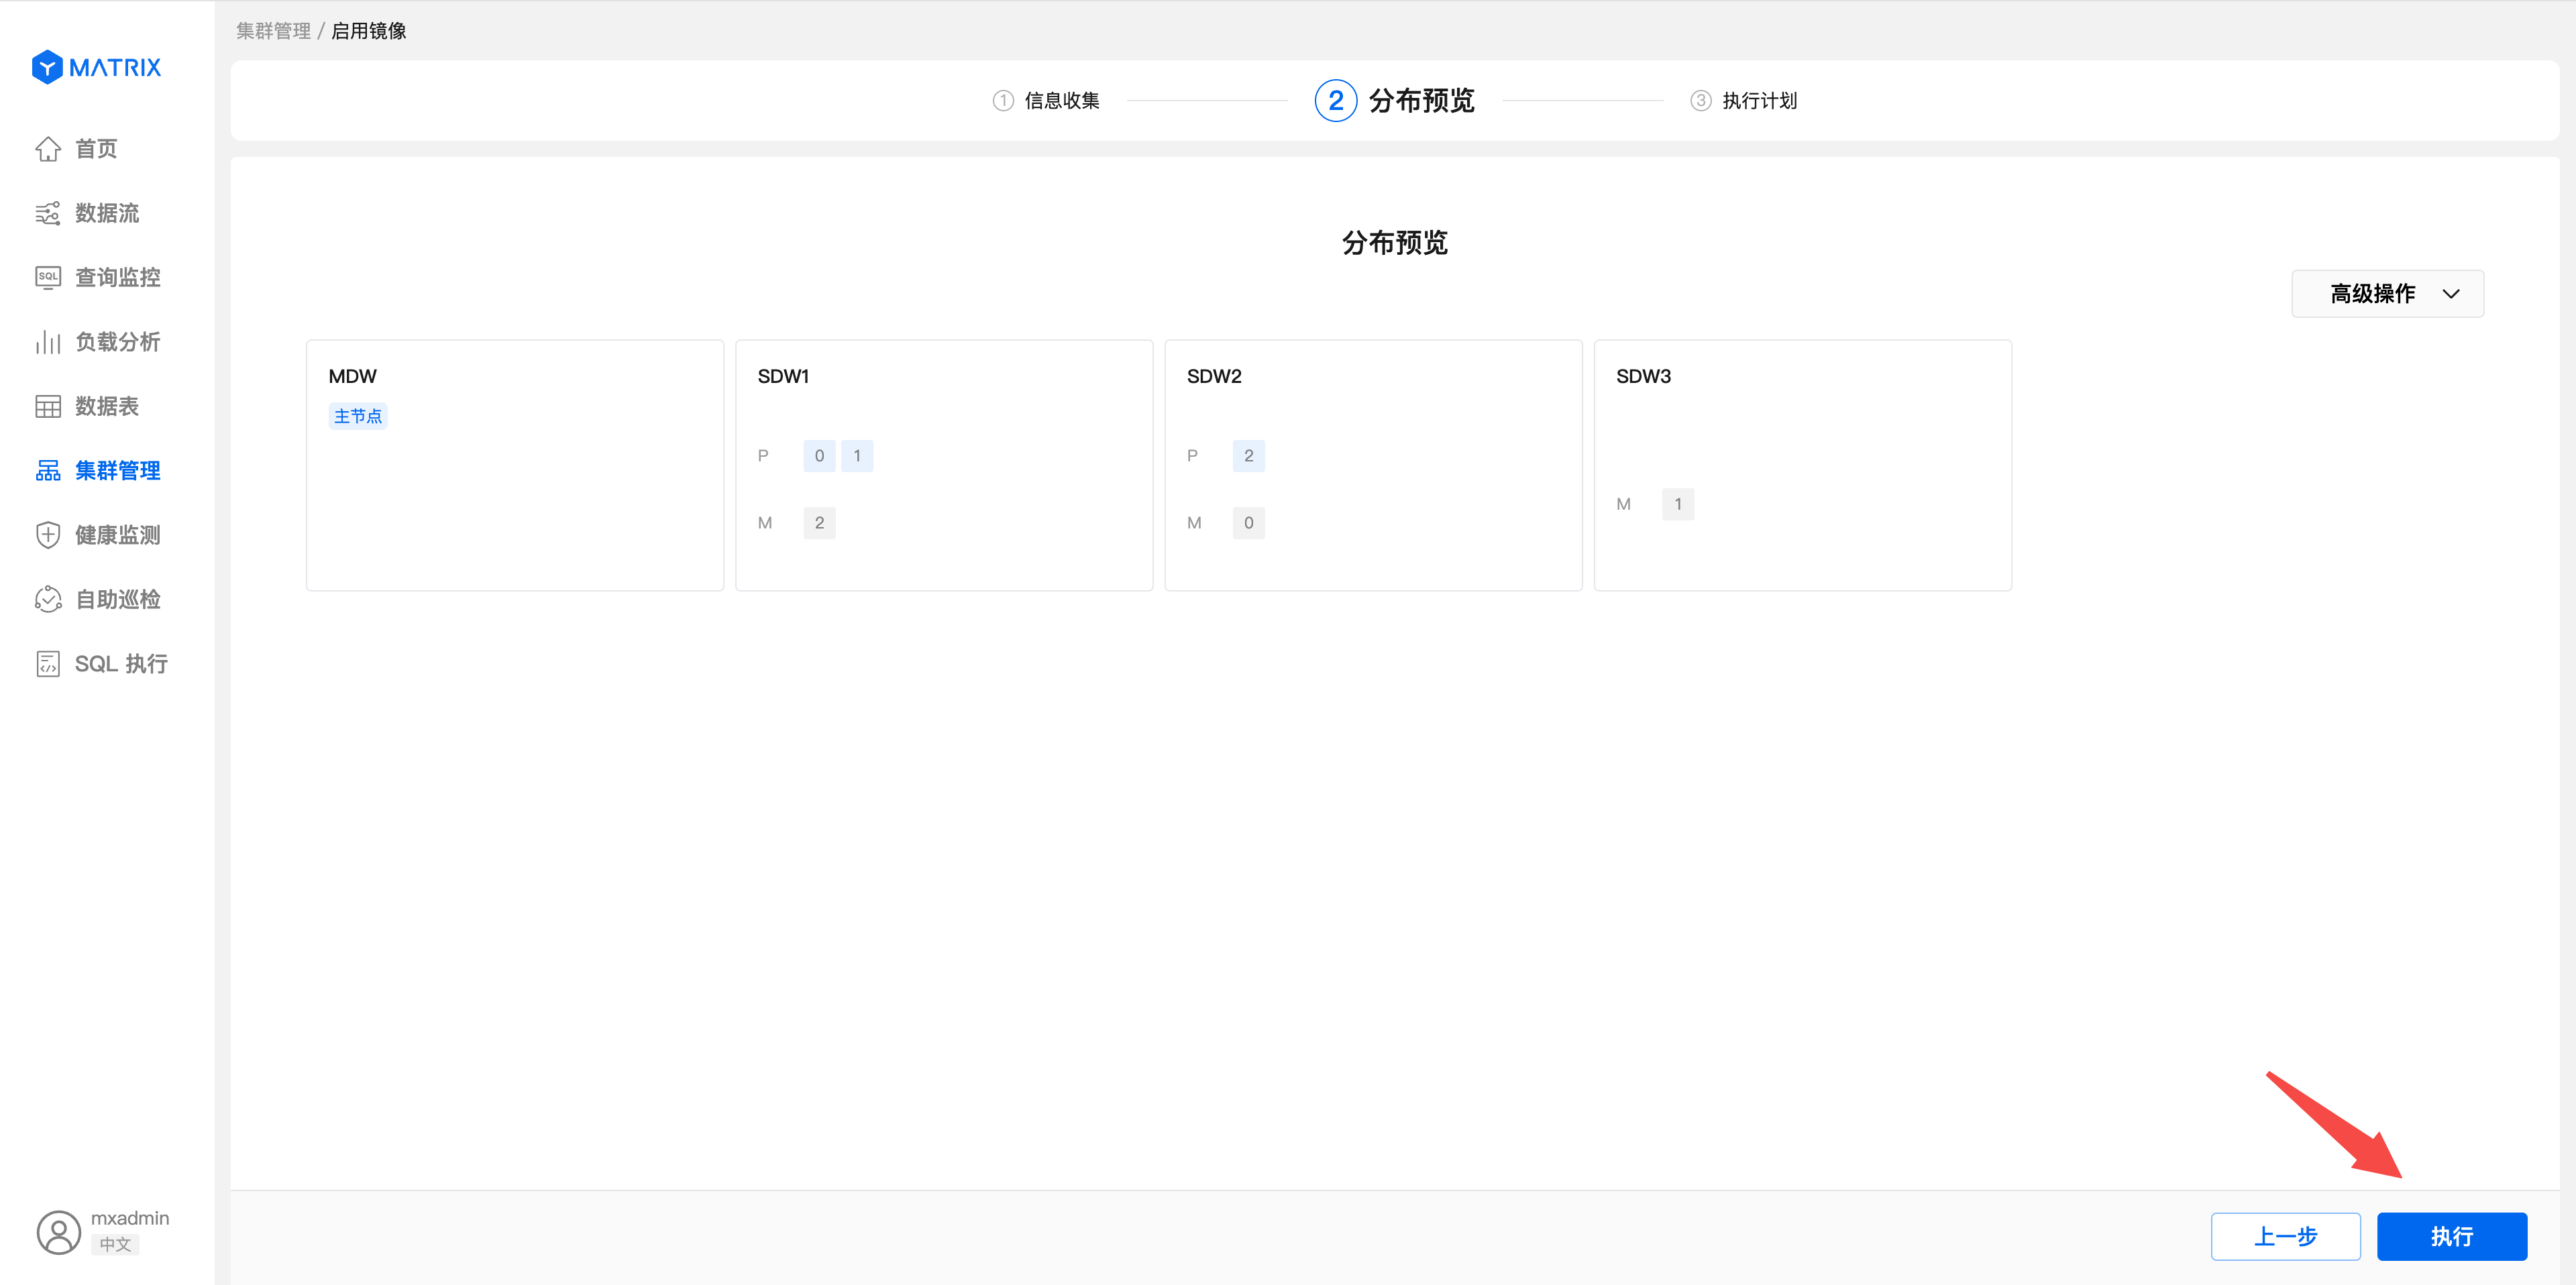 集群管理 / 启用镜像
MATRIX
首页
数据流
SQL 查询监控
负载分析
数据表
集群管理
健康监测
自助巡检
SQL 执行
mxadmin
中文
1 信息收集
2 分布预览
3 执行计划
分布预览
高级操作
MDW
主节点
SDW1
P 0 1
M 2
SDW2
P 2
M 0
SDW3
M 1
上一步
执行